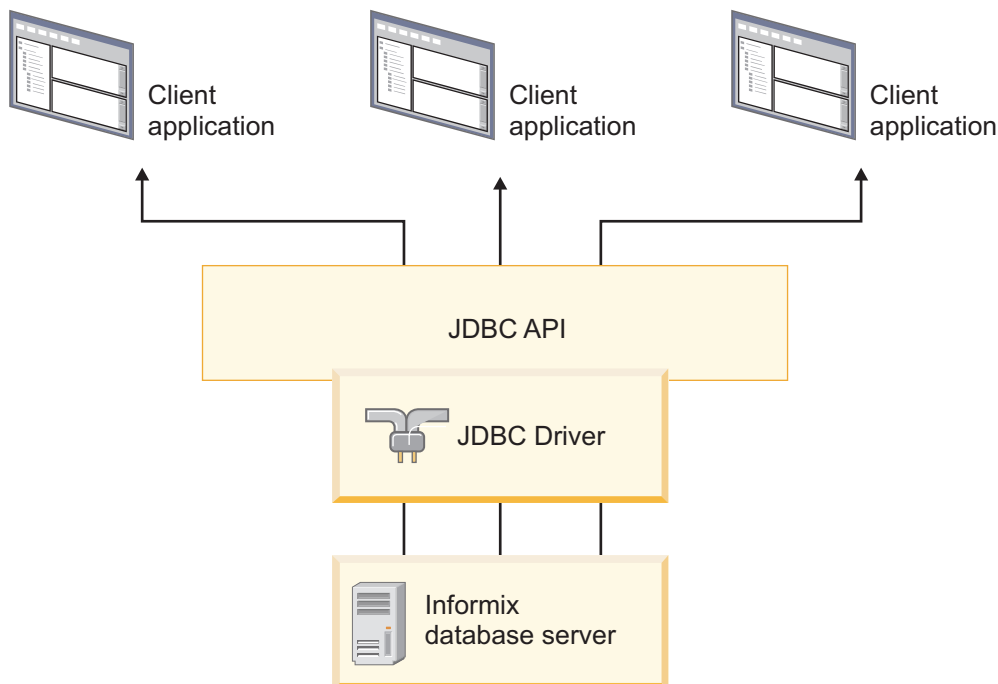 Client
application
Client
application
Client
application
JDBC API
JDBC Driver
Informix
database server